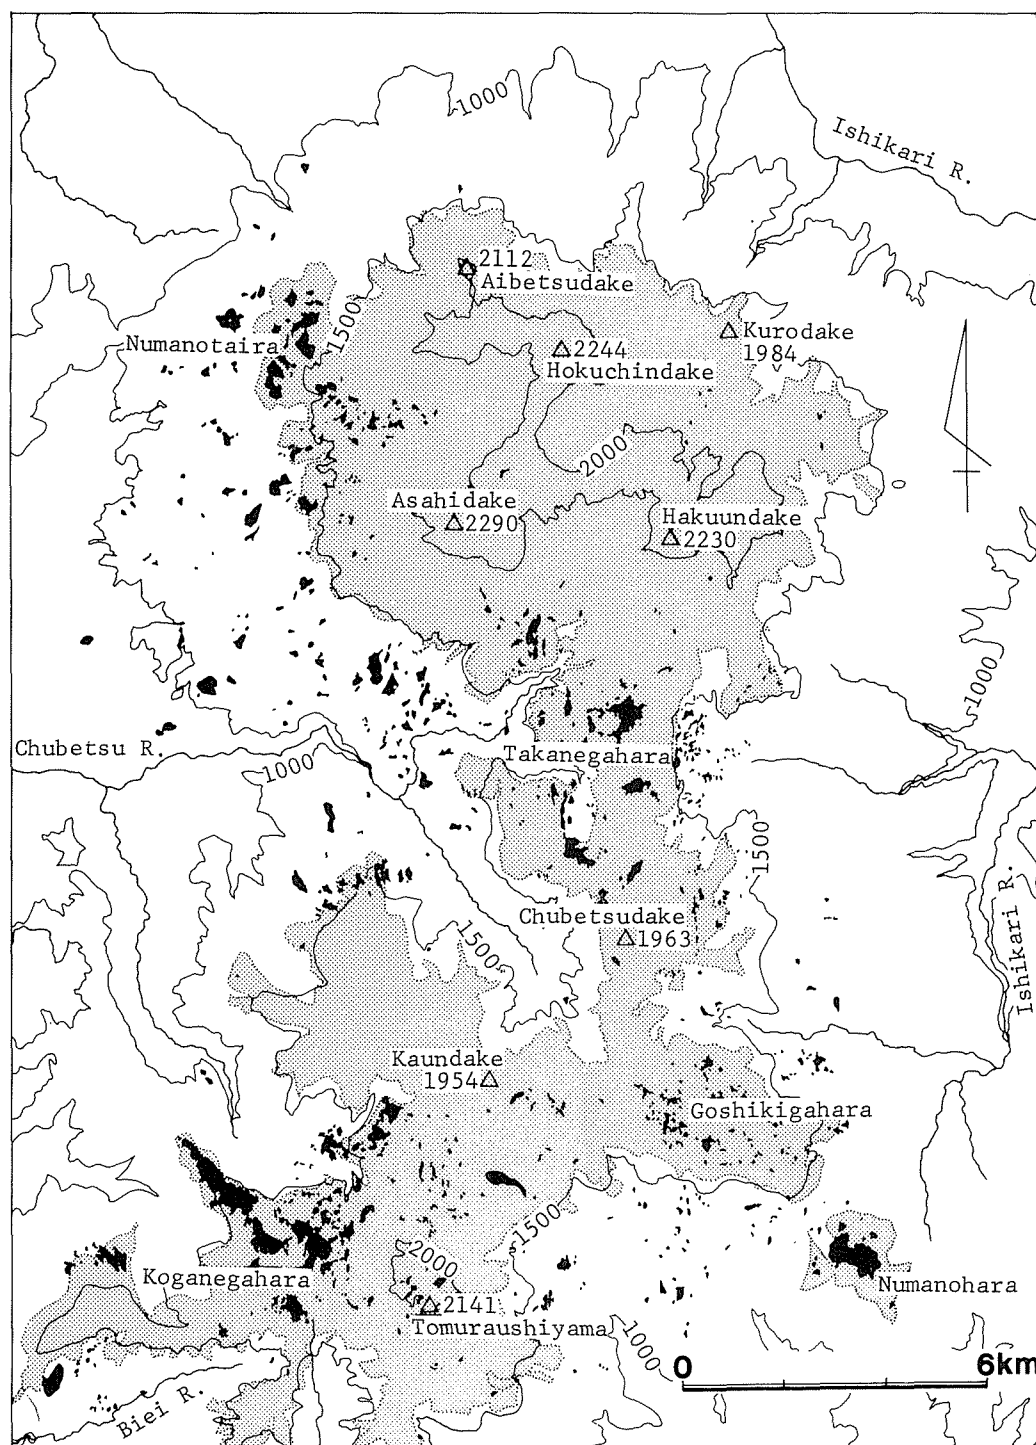 1000
Ishikari R.
2112
Aibetsudake
1500
Numanotaira
Kurodake
1984
2244
Hokuchindake
2000
Asahidake
2290
Hakuundake
2230
1000
Chubetsu R.
Takanegahara
1000
1500
Chubetsudake
1963
1500
Ishikari R.
Kaundake
1954
Goshikigahara
1500
2000
Koganegahara
Numanohara
2141
Tomuraushiyama
1000
0 6km
Biei R.